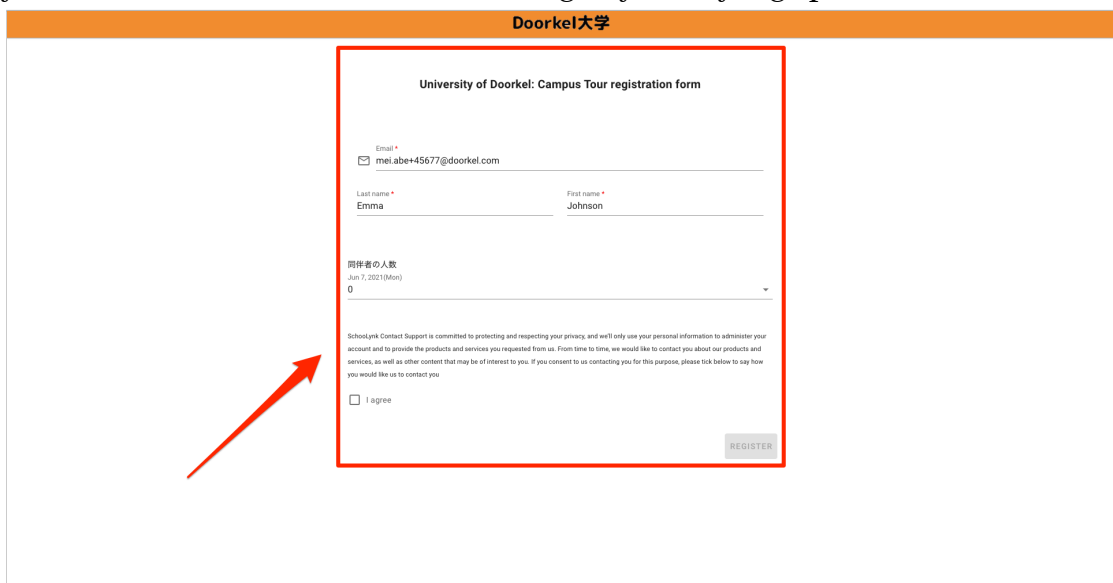 Doorkel大学
University of Doorkel: Campus Tour registration form
Email *
mei.abe+45677@doorkel.com
Last name *
First name *
Emma
Johnson
同伴者の人数
Jun 7, 2021(Mon)
0
SchooLynk Contact Support is committed to protecting and respecting your privacy, and we'll only use your personal information to administer your
account and to provide the products and services you requested from us. From time to time, we would like to contact you about our products and
services, as well as other content that may be of interest to you. If you consent to us contacting you for this purpose, please tick below to say how
you would like us to contact you
I agree
REGISTER